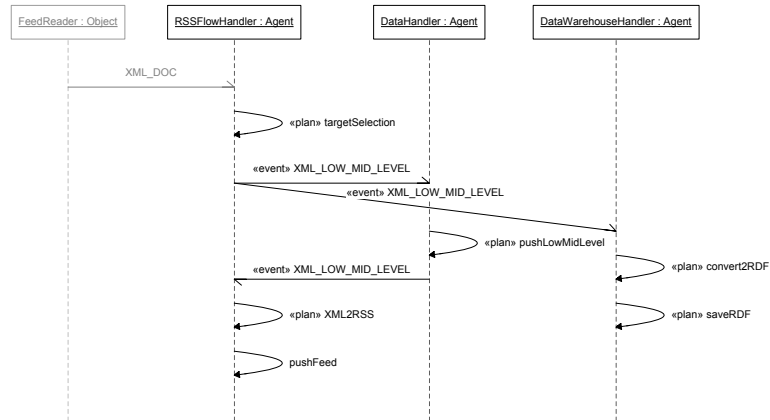 FeedReader : Object
RSSFlowHandler : Agent
DataHandler : Agent
DataWarehouseHandler : Agent
XML_DOC
«plan» targetSelection
«event» XML_LOW_MID_LEVEL
«event» XML_LOW_MID_LEVEL
«plan» pushLowMidLevel
«plan» convert2RDF
«event» XML_LOW_MID_LEVEL
«plan» XML2RSS
«plan» saveRDF
pushFeed